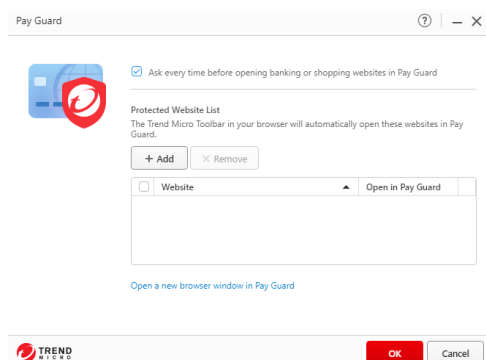 Pay Guard
Ask every time before opening banking or shopping websites in Pay Guard
Protected Website List
The Trend Micro Toolbar in your browser will automatically open these websites in Pay
Guard.
+ Add × Remove
Website Open in Pay Guard
Open a new browser window in Pay Guard
TREND
MICRO
OK Cancel